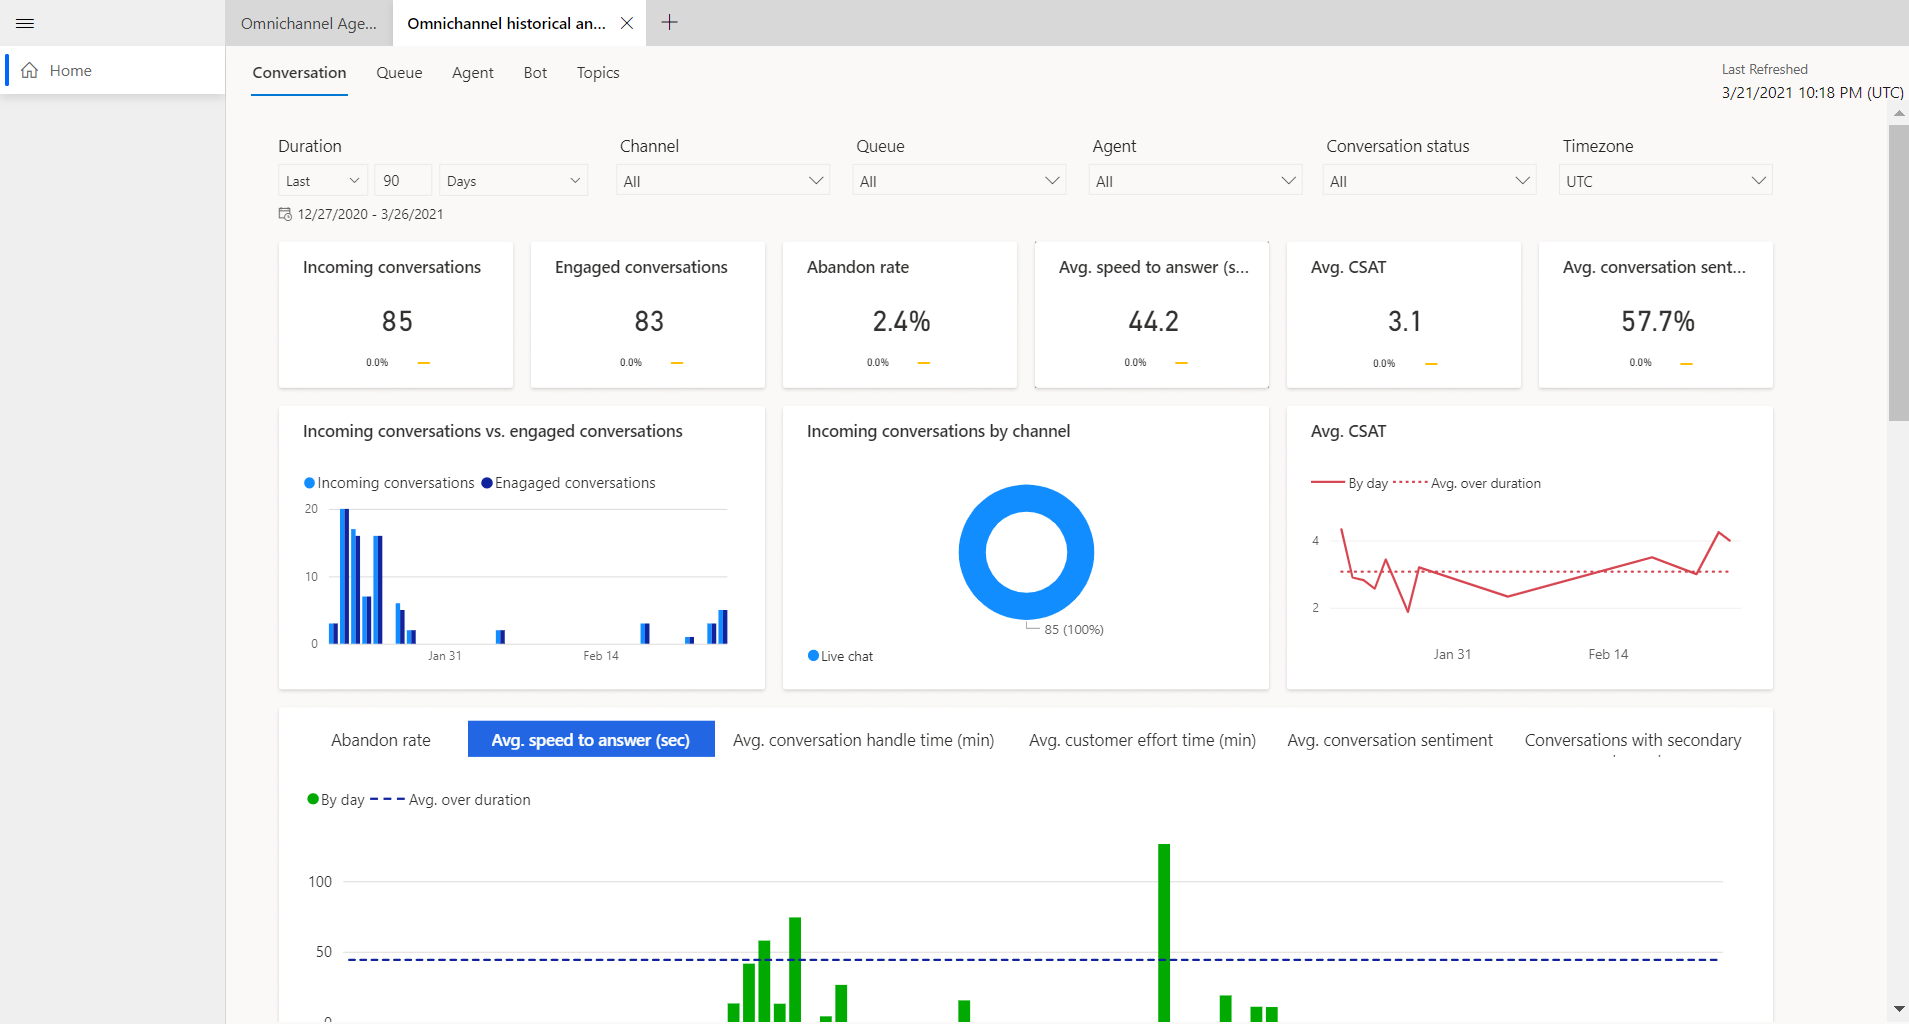 Omnichannel Age...
Omnichannel historical an...
Home
Conversation
Queue
Agent
Bot
Topics
Last Refreshed
3/21/2021 10:18 PM (UTC)
Duration
Channel
Queue
Agent
Conversation status
Timezone
Last
90
Days
All
All
All
All
UTC
12/27/2020 - 3/26/2021
Incoming conversations
85
0.0%
Engaged conversations
83
0.0%
Abandon rate
2.4%
0.0%
Avg. speed to answer (s...
44.2
0.0%
Avg. CSAT
3.1
0.0%
Avg. conversation sent...
57.7%
0.0%
Incoming conversations vs. engaged conversations
Incoming conversations
Enagaged conversations
20
10
0
Jan 31
Feb 14
Incoming conversations by channel
85 (100%)
Live chat
Avg. CSAT
By day
Avg. over duration
4
2
Jan 31
Feb 14
Abandon rate
Avg. speed to answer (sec)
Avg. conversation handle time (min)
Avg. customer effort time (min)
Avg. conversation sentiment
Conversations with secondary
By day
Avg. over duration
100
50
0